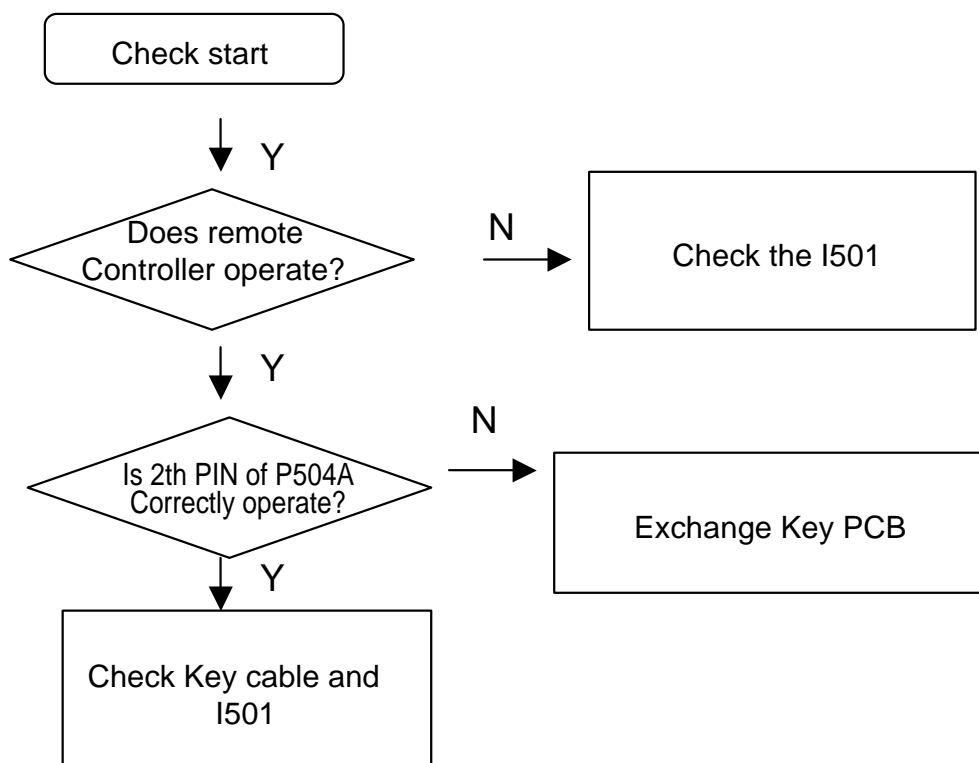 Check start
Y
Does remote
Controller operate?
N
Check the I501
Y
Is 2th PIN of P504A
Correctly operate?
N
Exchange Key PCB
Y
Check Key cable and
I501